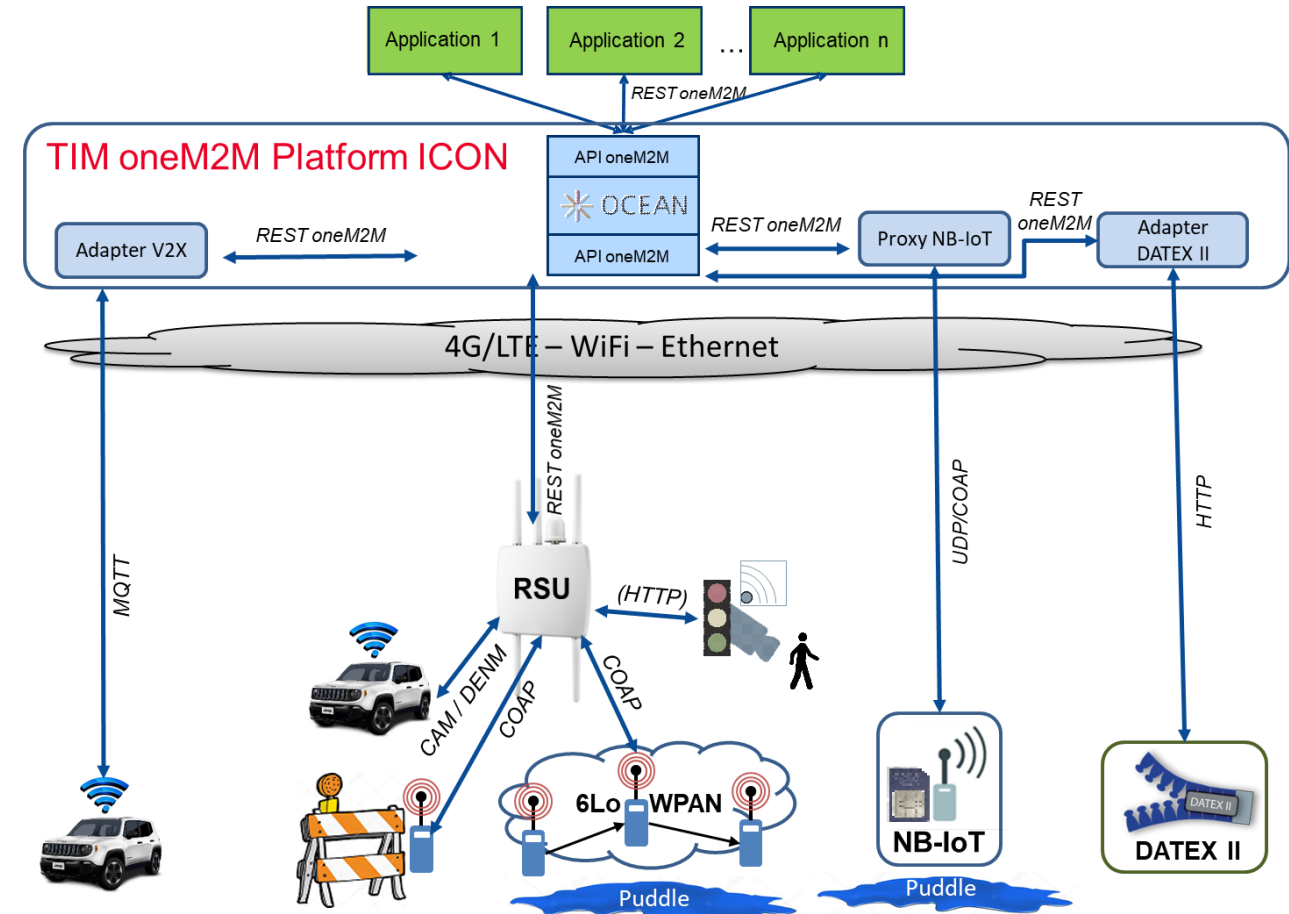 Application 1
Application 2
...
Application n
REST oneM2M
TIM oneM2M Platform ICON
API oneM2M
OCEAN
API oneM2M
Adapter V2X
REST oneM2M
REST oneM2M
Proxy NB-IoT
REST
oneM2M
Adapter
DATEX II
4G/LTE – WiFi – Ethernet
REST oneM2M
MQTT
UDP/COAP
HTTP
RSU
(HTTP)
CAM / DENM
COAP
COAP
6Lo WPAN
NB-IoT
DATEX II
DATEX II
Puddle
Puddle